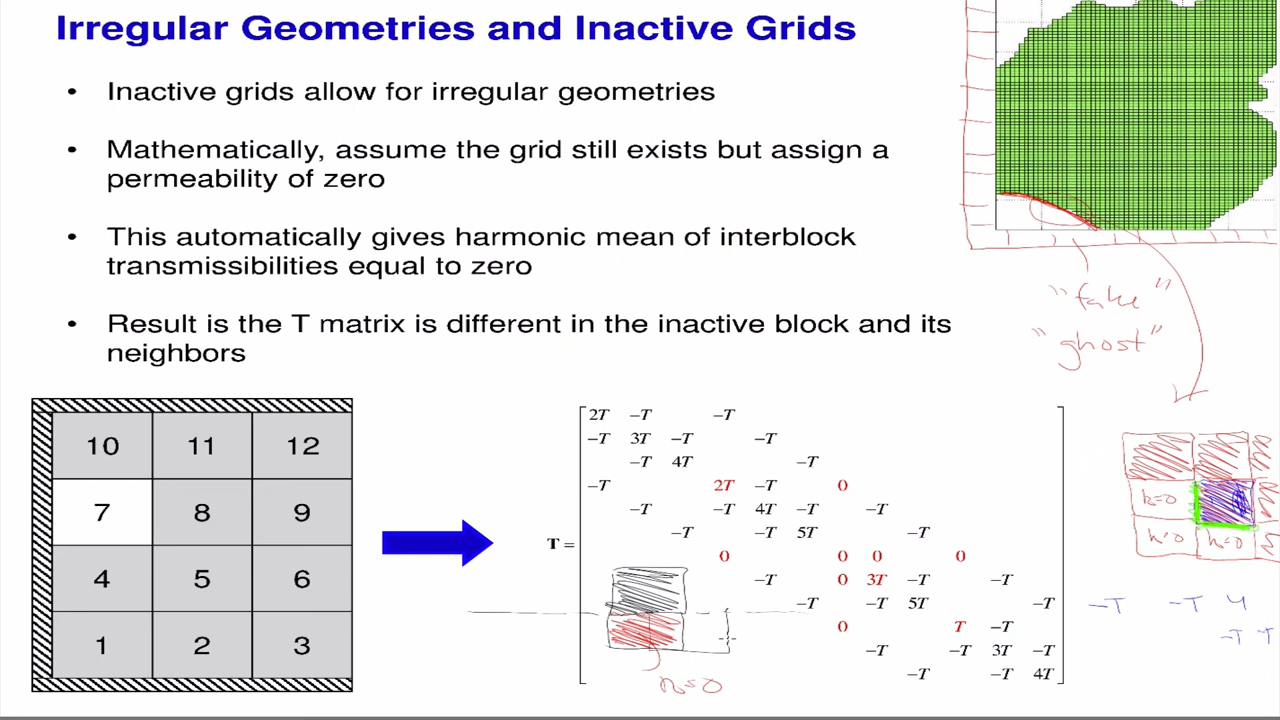 Irregular Geometries and Inactive Grids
• Inactive grids allow for irregular geometries
• Mathematically, assume the grid still exists but assign a
permeability of zero
• This automatically gives harmonic mean of interblock
transmissibilities equal to zero
• Result is the T matrix is different in the inactive block and its
neighbors
"fake"
"ghost"
10 11 12
7 8 9
4 5 6
1 2 3
T =
2T −T −T
−T 3T −T −T
−T 4T −T
−T 2T −T 0
−T −T 4T −T −T
−T −T 5T −T
0 0 0 0
−T 0 3T −T −T
−T −T 5T −T
0 T −T
−T −T 3T −T
−T −T 4T
k=0
k=0 k=0
−T −T 4
−T T